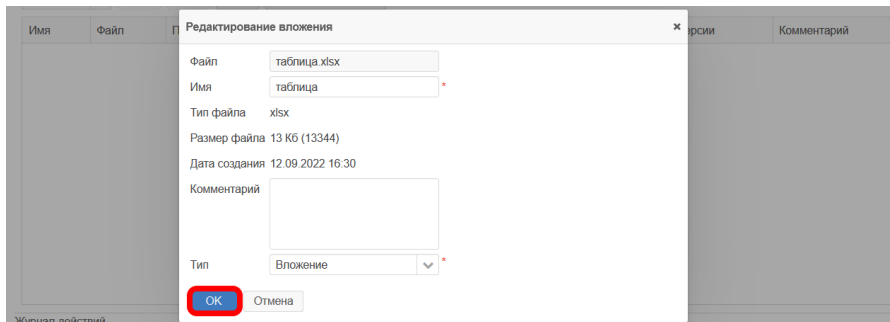 Имя Файл П Редактирование вложения × ерсии Комментарий
Файл таблица.xlsx
Имя таблица *
Тип файла xlsx
Размер файла 13 Кб (13344)
Дата создания 12.09.2022 16:30
Комментарий
Тип Вложение *
OK Отмена
Журнал действий